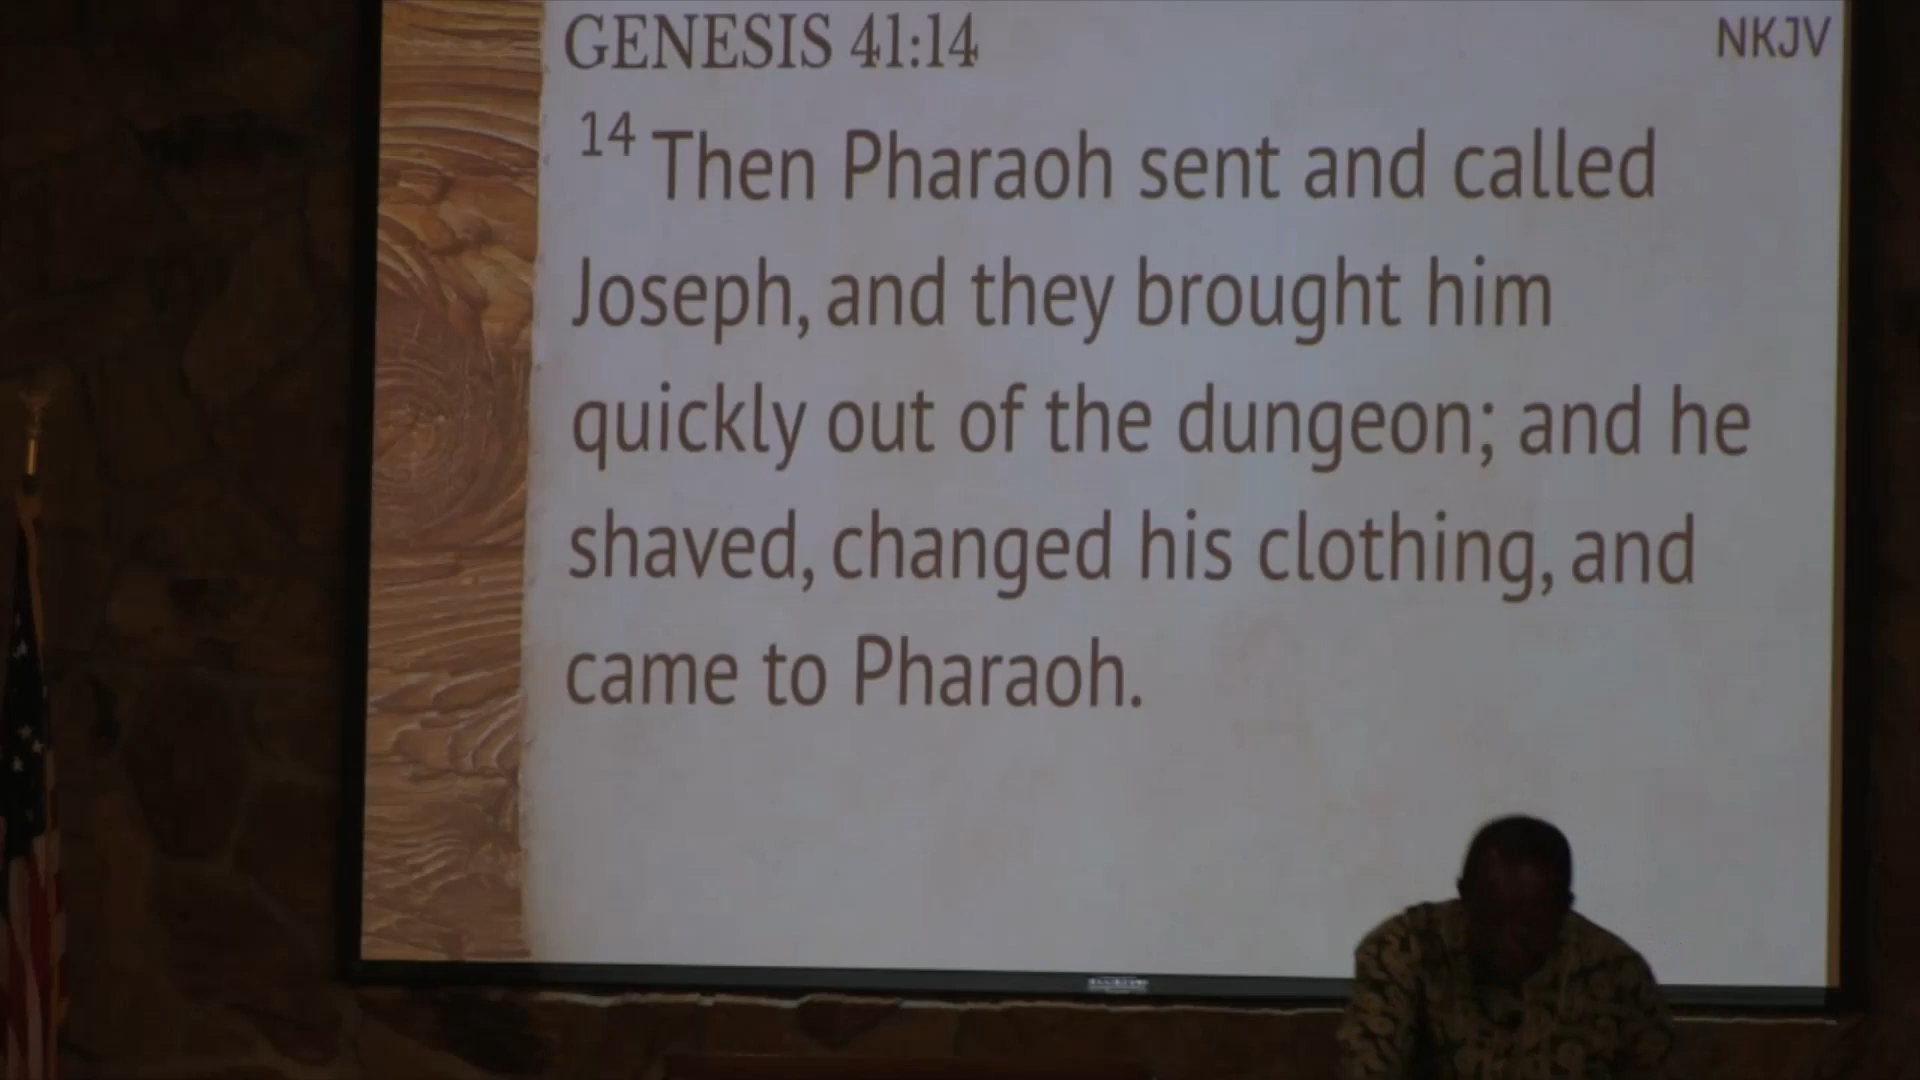 GENESIS 41:14
NKJV
14 Then Pharaoh sent and called
Joseph, and they brought him
quickly out of the dungeon; and he
shaved, changed his clothing, and
came to Pharaoh.